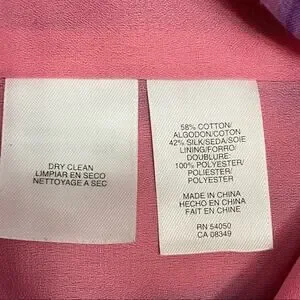 DRY CLEAN
LIMPIAR EN SECO
NETTOYAGE A SEC
58% COTTON/
ALGODON/COTON
42% SILK/SEDA/SOIE
LINING/FORRO/
DOUBLURE:
100% POLYESTER/
POLIESTER/
POLYESTER
MADE IN CHINA
HECHO EN CHINA
FAIT EN CHINE
RN 54050
CA 08349